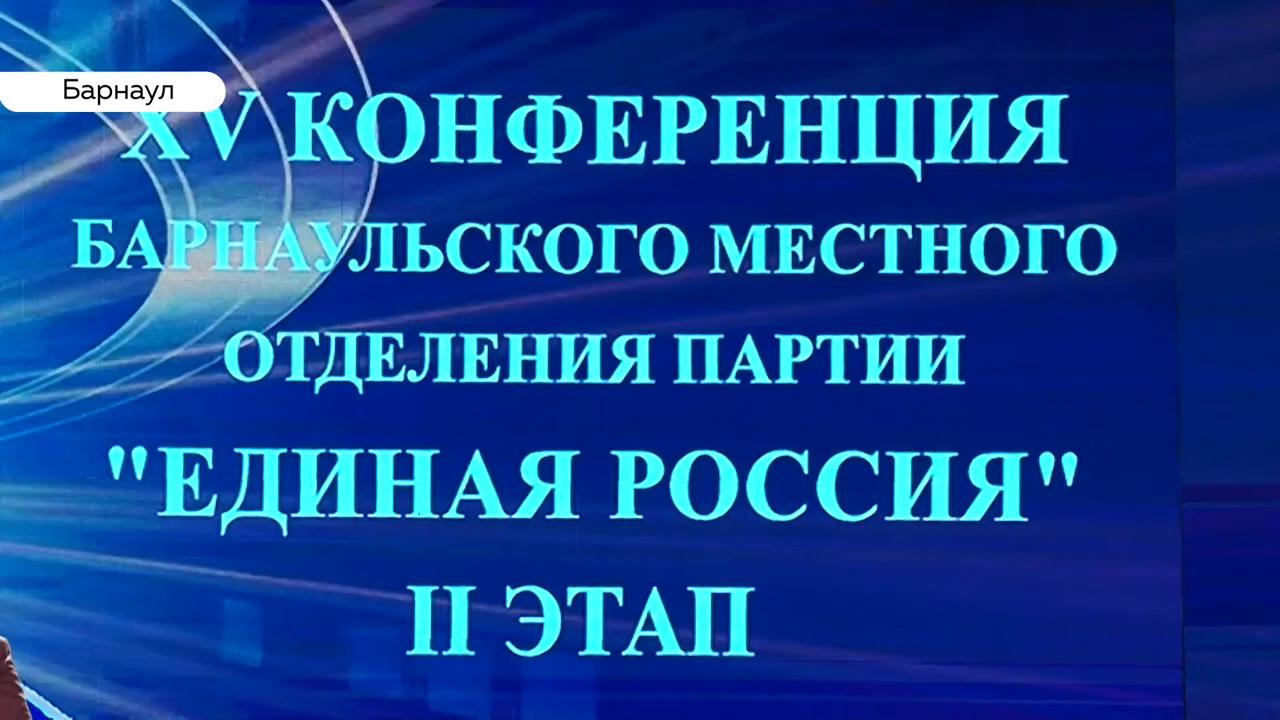 Барнаул
XV КОНФЕРЕНЦИЯ
БАРНАУЛЬСКОГО МЕСТНОГО
ОТДЕЛЕНИЯ ПАРТИИ
"ЕДИНАЯ РОССИЯ"
II ЭТАП